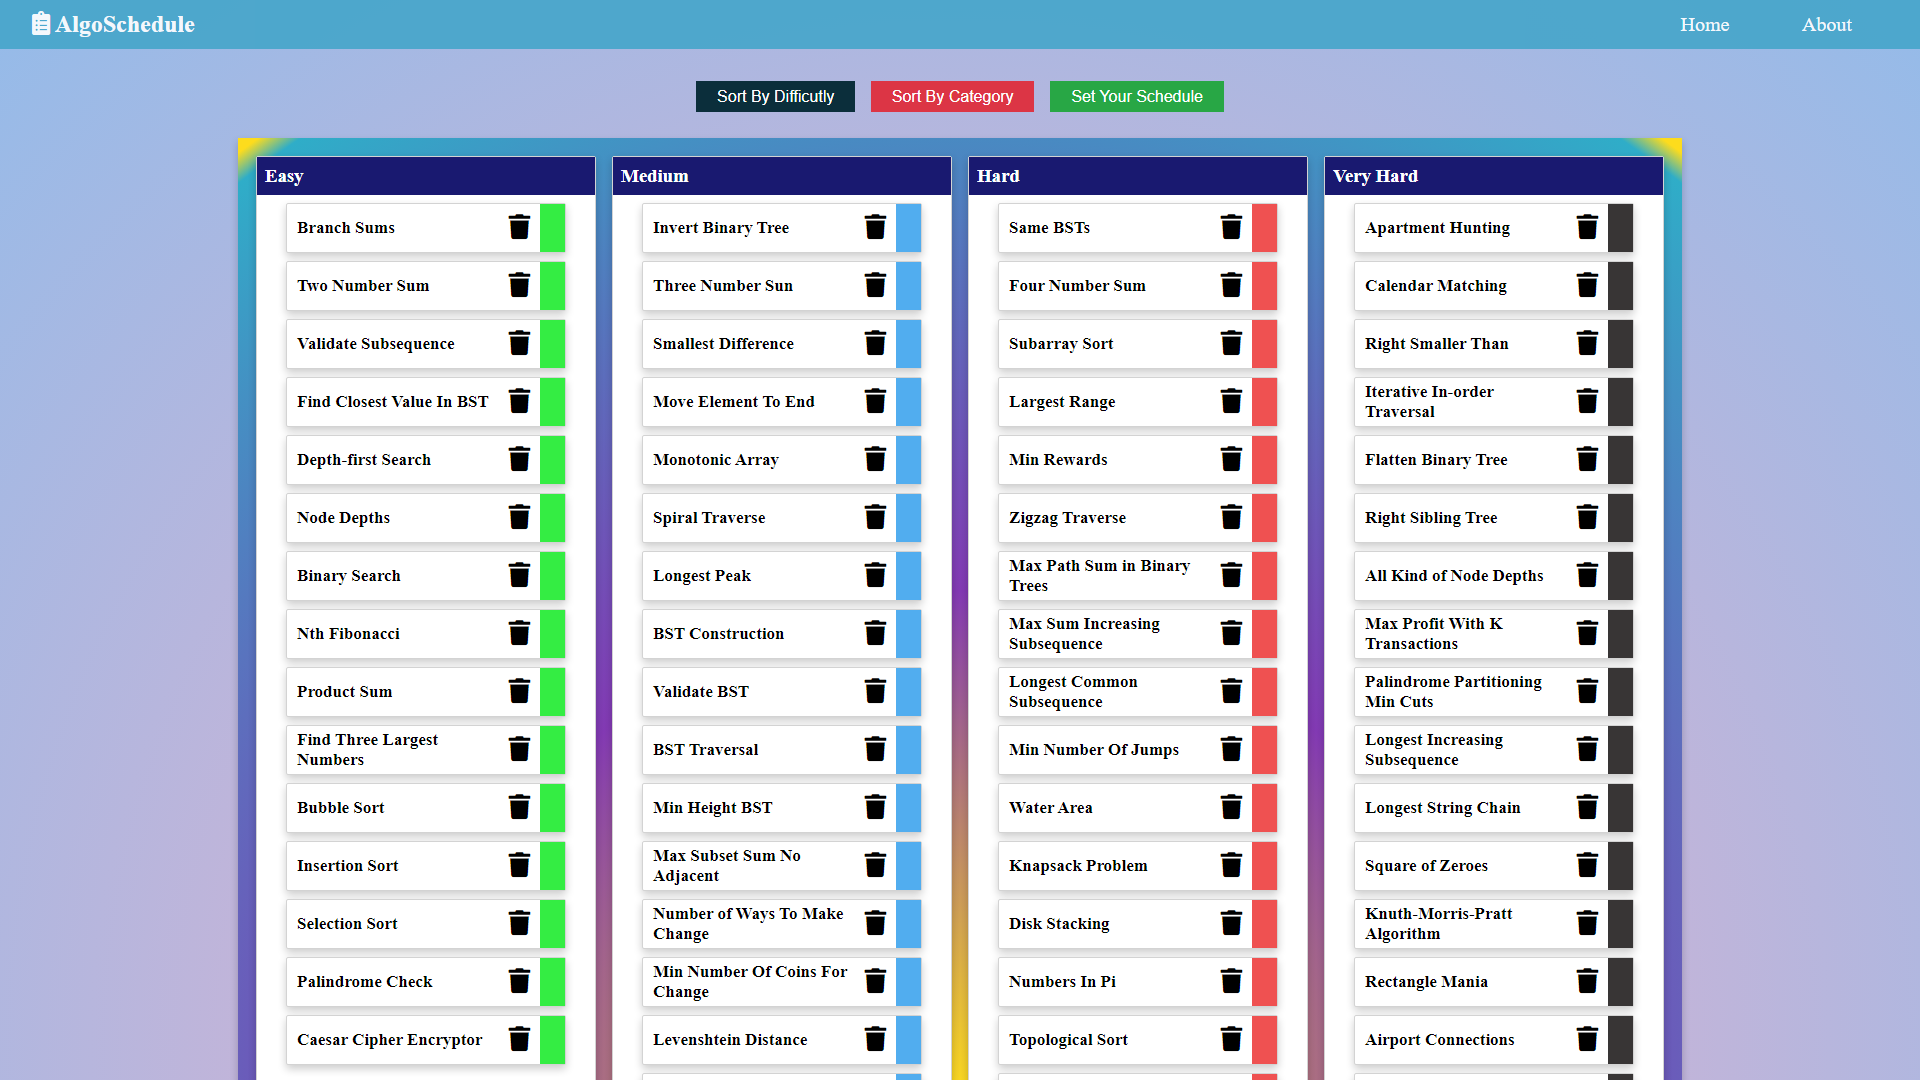 AlgoSchedule
Home
About
Sort By Difficutly
Sort By Category
Set Your Schedule
Easy
Branch Sums
Two Number Sum
Validate Subsequence
Find Closest Value In BST
Depth-first Search
Node Depths
Binary Search
Nth Fibonacci
Product Sum
Find Three Largest
Numbers
Bubble Sort
Insertion Sort
Selection Sort
Palindrome Check
Caesar Cipher Encryptor
Medium
Invert Binary Tree
Three Number Sun
Smallest Difference
Move Element To End
Monotonic Array
Spiral Traverse
Longest Peak
BST Construction
Validate BST
BST Traversal
Min Height BST
Max Subset Sum No
Adjacent
Number of Ways To Make
Change
Min Number Of Coins For
Change
Levenshtein Distance
Hard
Same BSTs
Four Number Sum
Subarray Sort
Largest Range
Min Rewards
Zigzag Traverse
Max Path Sum in Binary
Trees
Max Sum Increasing
Subsequence
Longest Common
Subsequence
Min Number Of Jumps
Water Area
Knapsack Problem
Disk Stacking
Numbers In Pi
Topological Sort
Very Hard
Apartment Hunting
Calendar Matching
Right Smaller Than
Iterative In-order
Traversal
Flatten Binary Tree
Right Sibling Tree
All Kind of Node Depths
Max Profit With K
Transactions
Palindrome Partitioning
Min Cuts
Longest Increasing
Subsequence
Longest String Chain
Square of Zeroes
Knuth-Morris-Pratt
Algorithm
Rectangle Mania
Airport Connections